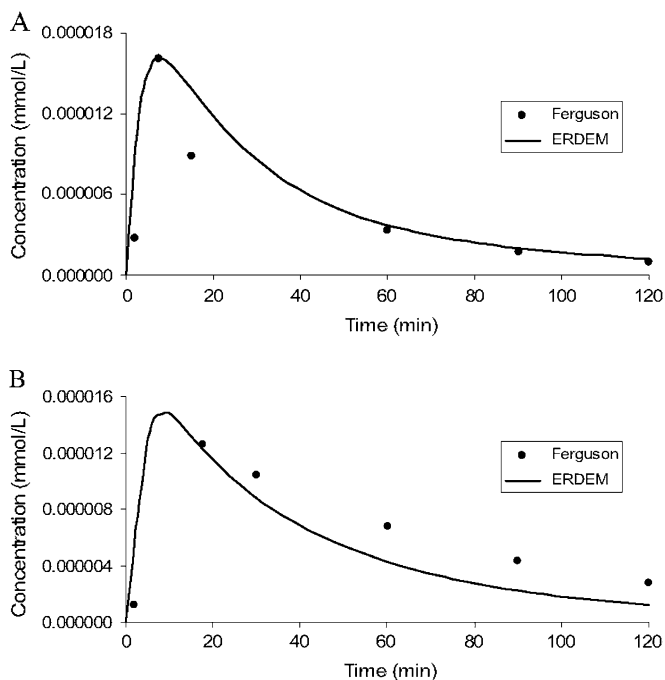 A
0.000018
0.000012
0.000006
0.000000
Concentration (mmol/L)
Ferguson
ERDEM
0 20 40 60 80 100 120
Time (min)
B
0.000016
0.000012
0.000008
0.000004
0.000000
Concentration (mmol/L)
Ferguson
ERDEM
0 20 40 60 80 100 120
Time (min)